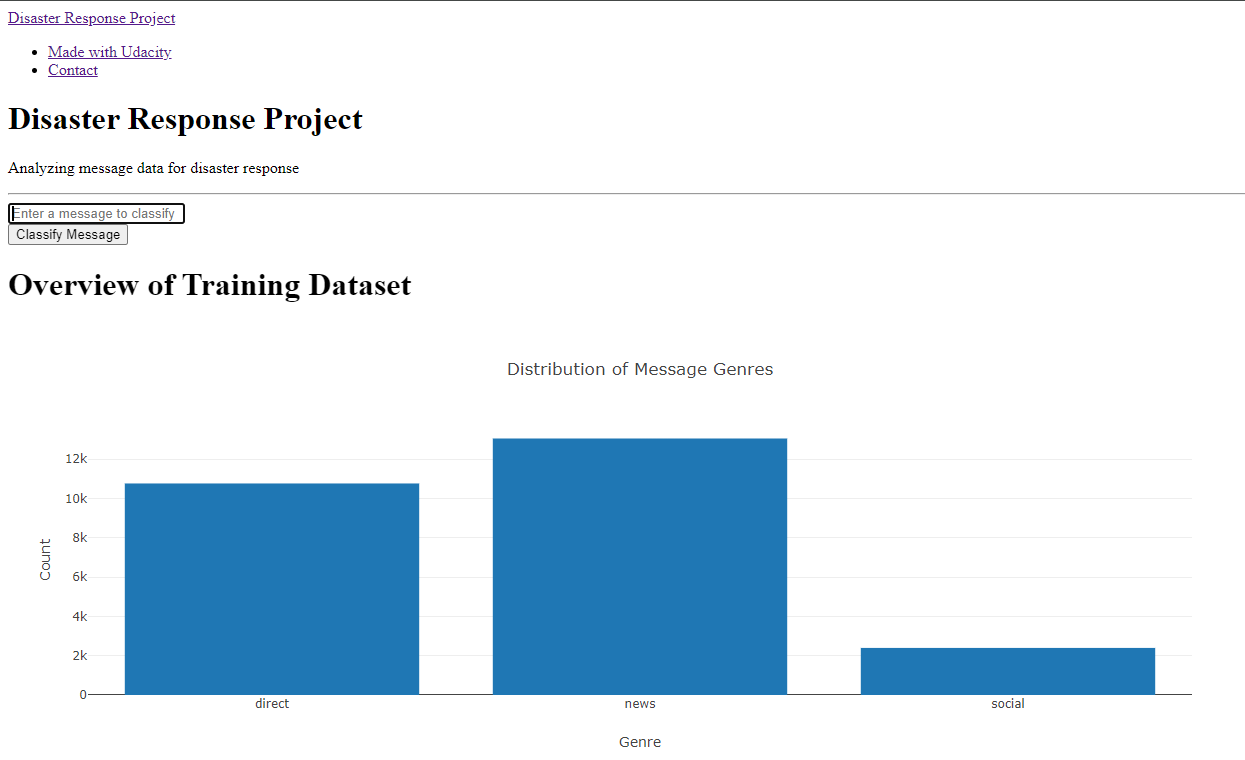 Disaster Response Project
Made with Udacity
Contact
Disaster Response Project
Analyzing message data for disaster response
Enter a message to classify
Classify Message
Overview of Training Dataset
Distribution of Message Genres
12k
10k
8k
6k
4k
2k
0
Count
direct news social
Genre